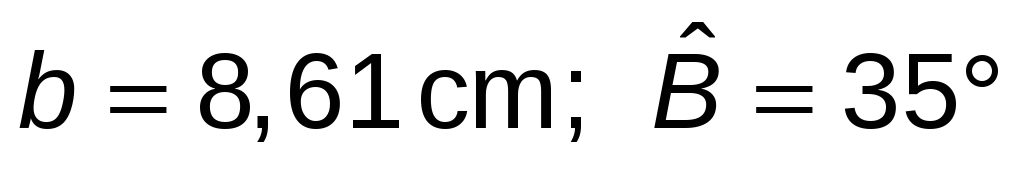 b = 8,61 cm; B̂ = 35°